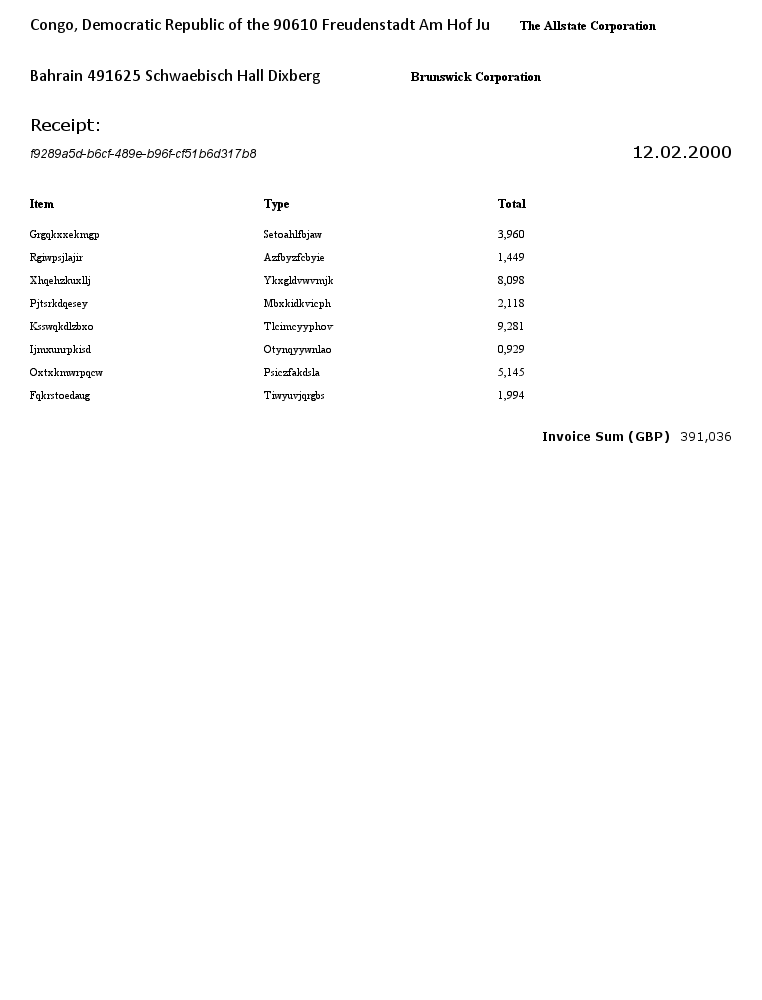 Congo, Democratic Republic of the 90610 Freudenstadt Am Hof Ju The Allstate Corporation
Bahrain 491625 Schwaebisch Hall Dixberg Brunswick Corporation
Receipt:
f9289a5d-b6cf-489e-b96f-cf51b6d317b8 12.02.2000
Item Type Total
Grgqkxxekmgp Setoahlfbjaw 3,960
Rgiwpsjlajir Azfbyzfcbyie 1,449
Xhqehzkuxllj Ykxgldvwvmjk 8,098
Pjtsrkdqesey Mbxkidkvicph 2,118
Ksswqkdlzbxo Tlcimcyyphov 9,281
Ijmxunrpkisd Otynqyywnlao 0,929
Oxtxkmwrpqcw Psiczfakdsla 5,145
Fqkrstoedaug Tiwyuvjqrgbs 1,994
Invoice Sum (GBP) 391,036